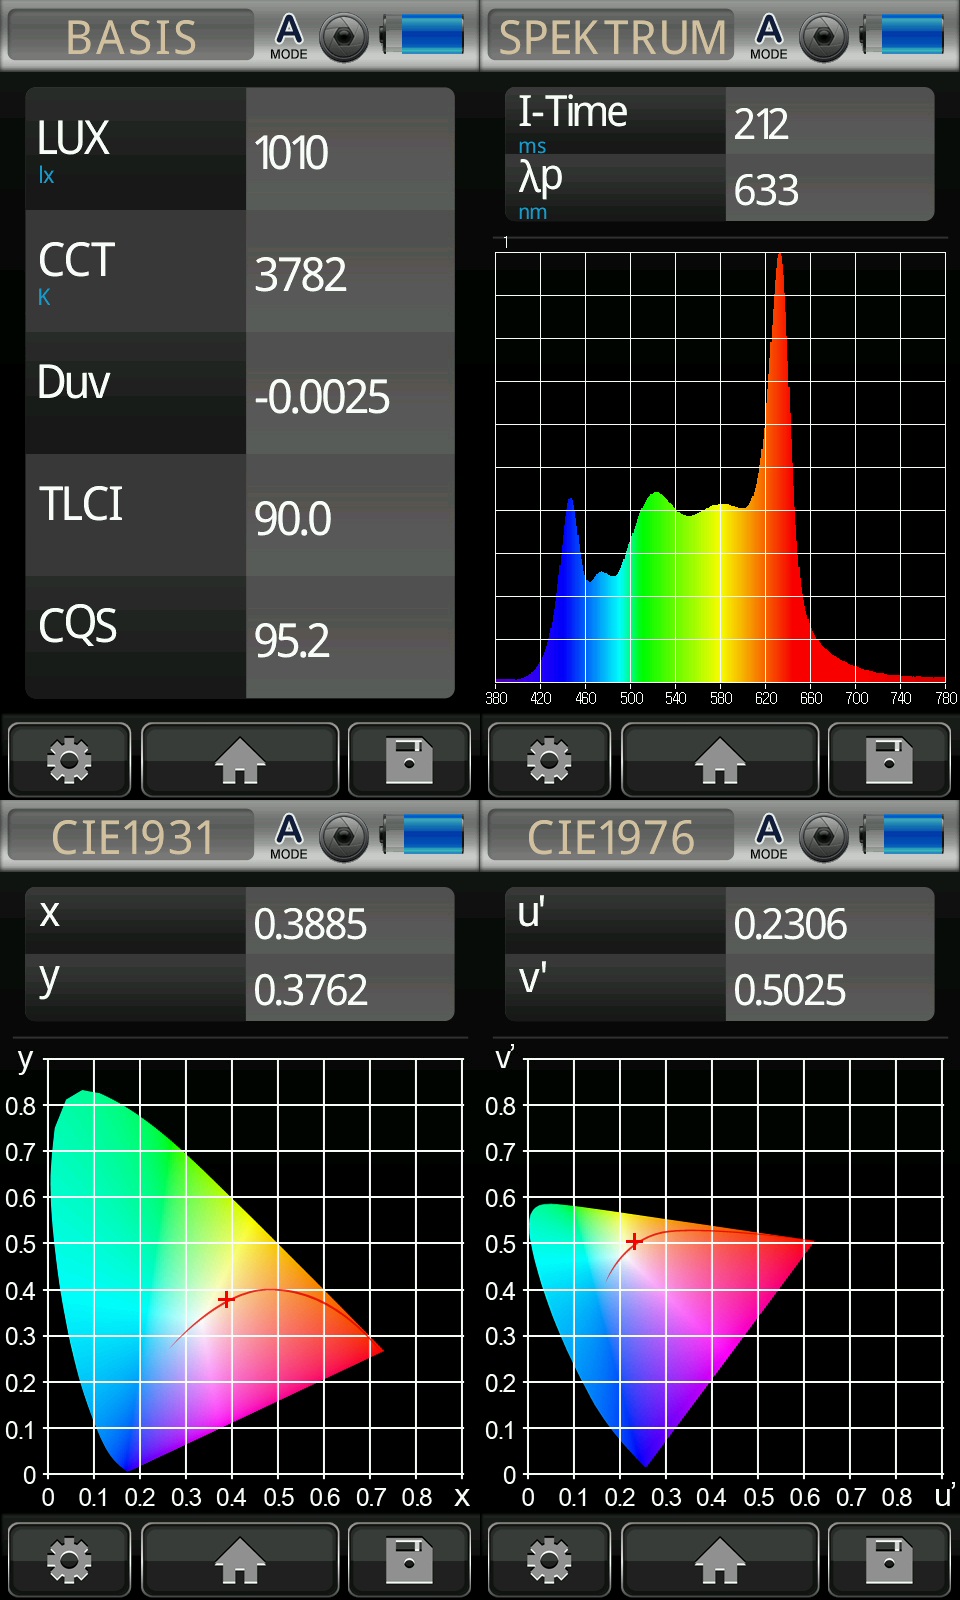 BASIS
A
MODE
LUX
lx
1010
CCT
K
3782
Duv
-0.0025
TLCI
90.0
CQS
95.2
SPEKTRUM
A
MODE
I-Time
ms
212
λp
nm
633
1
380 420 460 500 540 580 620 660 700 740 780
CIE1931
A
MODE
x
0.3885
y
0.3762
y
0.8
0.7
0.6
0.5
0.4
0.3
0.2
0.1
0
0 0.1 0.2 0.3 0.4 0.5 0.6 0.7 0.8 x
CIE1976
A
MODE
u'
0.2306
v'
0.5025
v'
0.8
0.7
0.6
0.5
0.4
0.3
0.2
0.1
0
0 0.1 0.2 0.3 0.4 0.5 0.6 0.7 0.8 u'